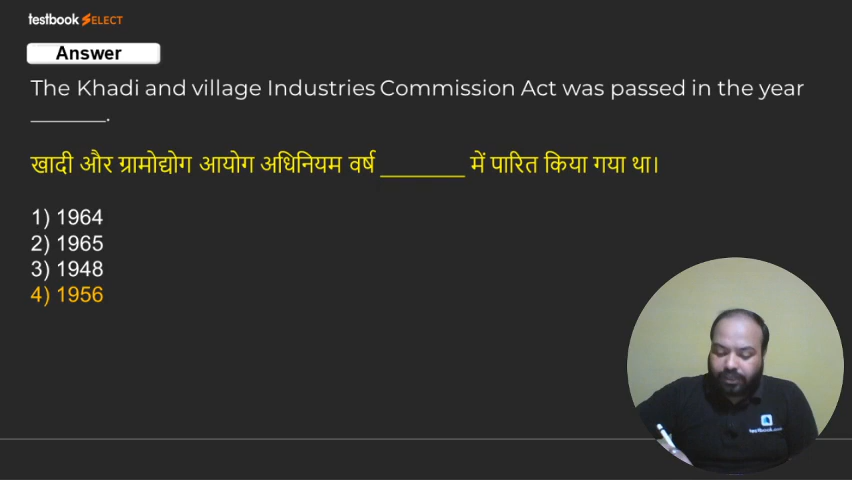 testbook SELECT
Answer
The Khadi and village Industries Commission Act was passed in the year
_______.
खादी और ग्रामोद्योग आयोग अधिनियम वर्ष ________ में पारित किया गया था।
1) 1964
2) 1965
3) 1948
4) 1956